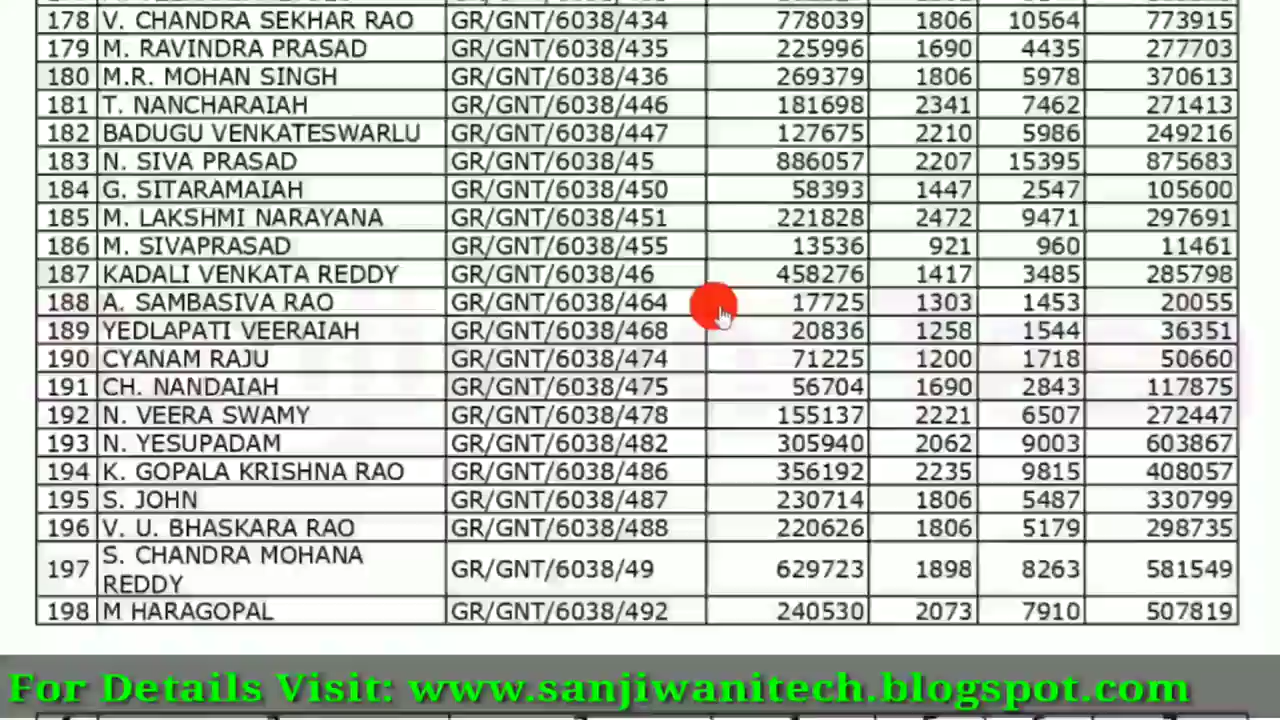 178 V. CHANDRA SEKHAR RAO GR/GNT/6038/434 778039 1806 10564 773915
179 M. RAVINDRA PRASAD GR/GNT/6038/435 225996 1690 4435 277703
180 M.R. MOHAN SINGH GR/GNT/6038/436 269379 1806 5978 370613
181 T. NANCHARAIAH GR/GNT/6038/446 181698 2341 7462 271413
182 BADUGU VENKATESWARLU GR/GNT/6038/447 127675 2210 5986 249216
183 N. SIVA PRASAD GR/GNT/6038/45 886057 2207 15395 875683
184 G. SITARAMAIAH GR/GNT/6038/450 58393 1447 2547 105600
185 M. LAKSHMI NARAYANA GR/GNT/6038/451 221828 2472 9471 297691
186 M. SIVAPRASAD GR/GNT/6038/455 13536 921 960 11461
187 KADALI VENKATA REDDY GR/GNT/6038/46 458276 1417 3485 285798
188 A. SAMBASIVA RAO GR/GNT/6038/464 17725 1303 1453 20055
189 YEDLAPATI VEERAIAH GR/GNT/6038/468 20836 1258 1544 36351
190 CYANAM RAJU GR/GNT/6038/474 71225 1200 1718 50660
191 CH. NANDAIAH GR/GNT/6038/475 56704 1690 2843 117875
192 N. VEERA SWAMY GR/GNT/6038/478 155137 2221 6507 272447
193 N. YESUPADAM GR/GNT/6038/482 305940 2062 9003 603867
194 K. GOPALA KRISHNA RAO GR/GNT/6038/486 356192 2235 9815 408057
195 S. JOHN GR/GNT/6038/487 230714 1806 5487 330799
196 V. U. BHASKARA RAO GR/GNT/6038/488 220626 1806 5179 298735
197 S. CHANDRA MOHANA
REDDY GR/GNT/6038/49 629723 1898 8263 581549
198 M HARAGOPAL GR/GNT/6038/492 240530 2073 7910 507819
For Details Visit: www.sanjiwanitech.blogspot.com